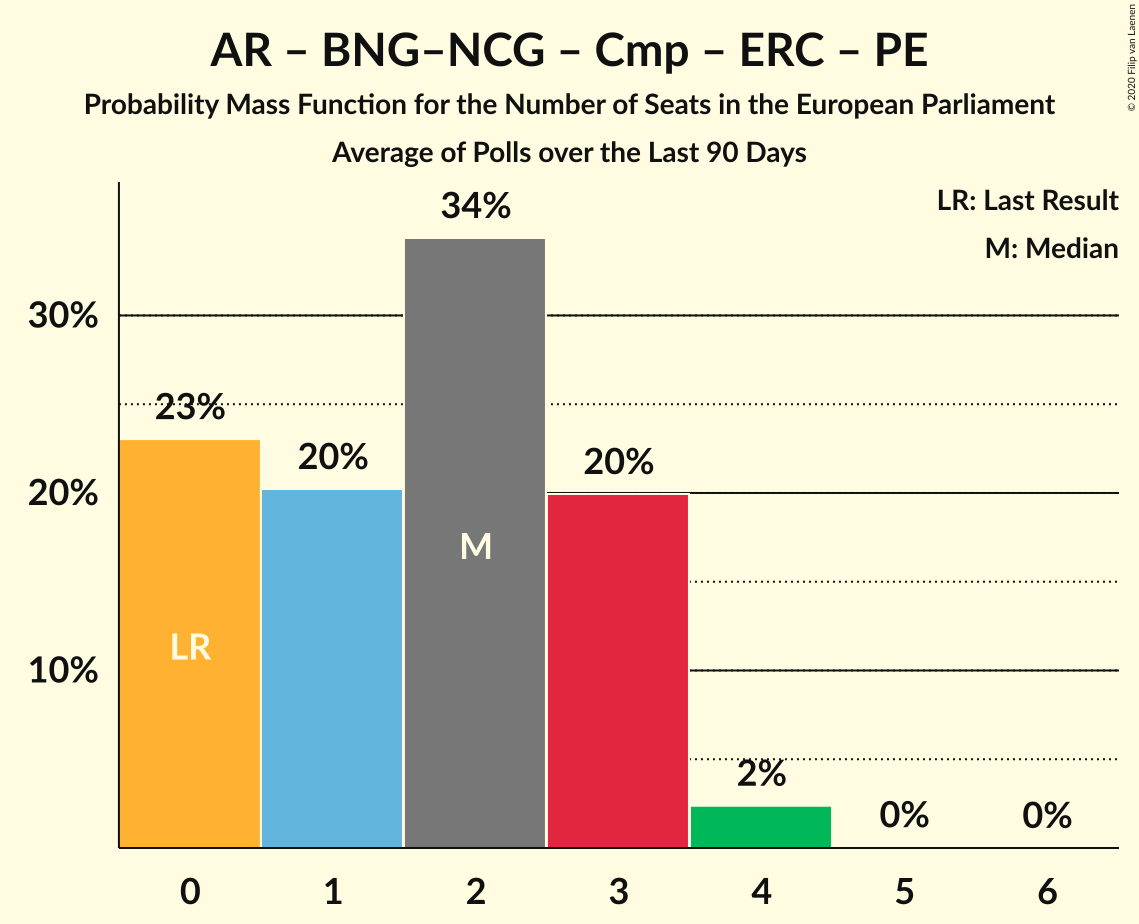 AR – BNG–NCG – Cmp – ERC – PE
Probability Mass Function for the Number of Seats in the European Parliament
Average of Polls over the Last 90 Days
© 2020 Filip van Laenen
LR: Last Result
M: Median
34%
30%
23%
20%
20%
20%
M
LR
10%
2%
0%
0%
0 1 2 3 4 5 6